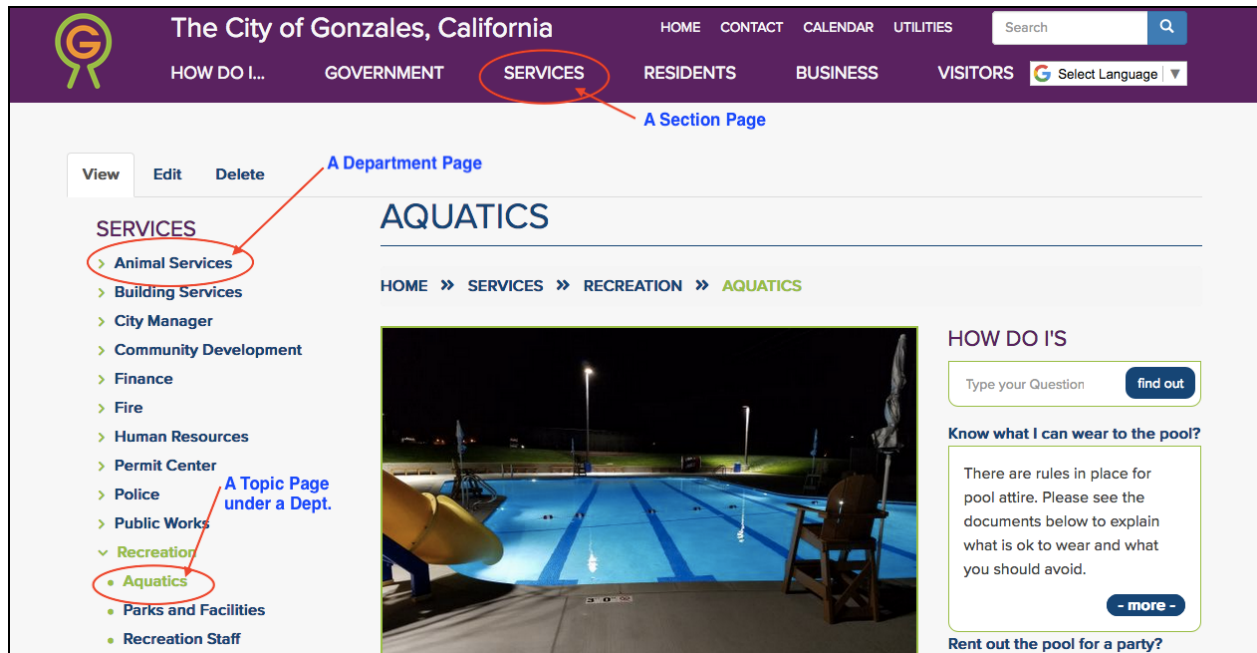 G
The City of Gonzales, California
HOME CONTACT CALENDAR UTILITIES
Search
HOW DO I... GOVERNMENT SERVICES RESIDENTS BUSINESS VISITORS
G Select Language ▼
A Section Page
View Edit Delete
A Department Page
SERVICES
> Animal Services
> Building Services
> City Manager
> Community Development
> Finance
> Fire
> Human Resources
> Permit Center
> Police
> Public Works
Recreation
• Aquatics
• Parks and Facilities
• Recreation Staff
A Topic Page
under a Dept.
AQUATICS
HOME » SERVICES » RECREATION » AQUATICS
HOW DO I'S
Type your Question
find out
Know what I can wear to the pool?
There are rules in place for
pool attire. Please see the
documents below to explain
what is ok to wear and what
you should avoid.
- more -
Rent out the pool for a party?